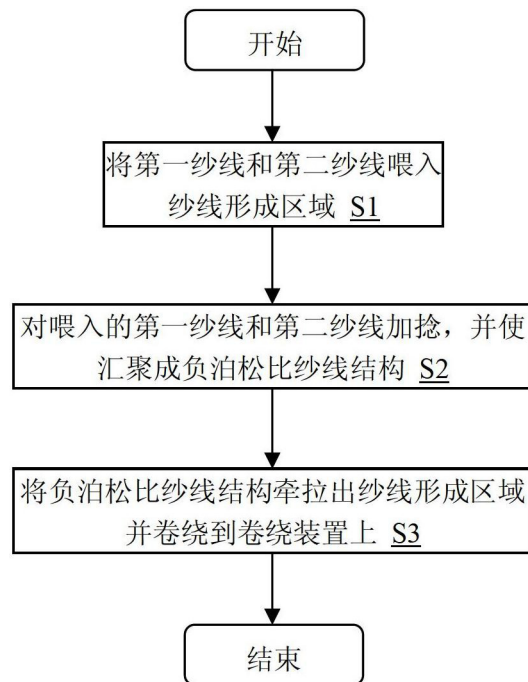 开始
将第一纱线和第二纱线喂入
纱线形成区域 S1
对喂入的第一纱线和第二纱线加捻，并使
汇聚成负泊松比纱线结构 S2
将负泊松比纱线结构牵拉出纱线形成区域
并卷绕到卷绕装置上 S3
结束